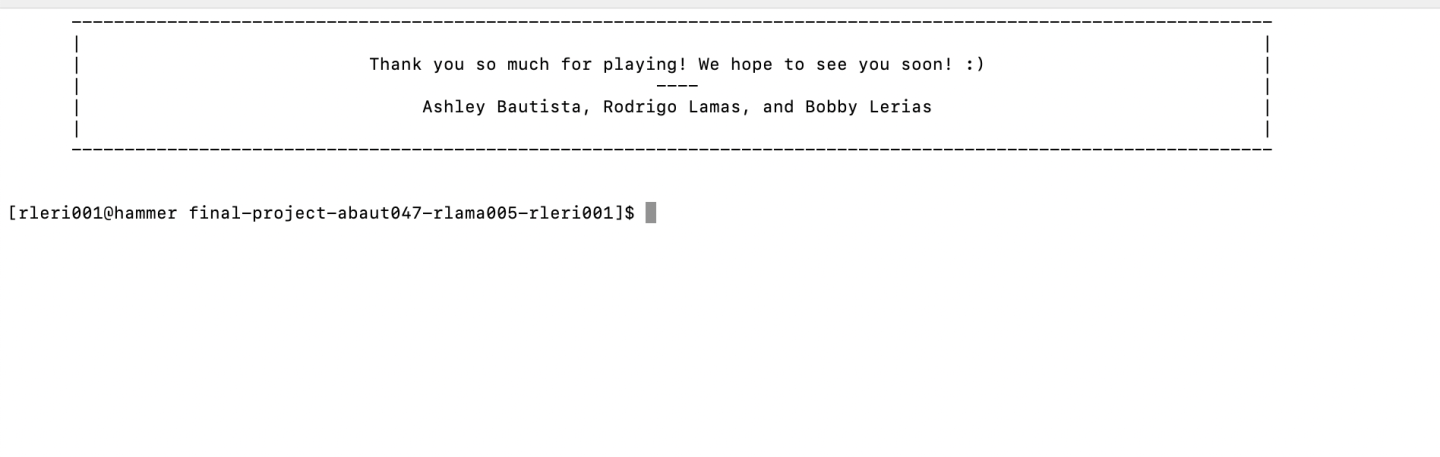 Thank you so much for playing! We hope to see you soon! :)
----
Ashley Bautista, Rodrigo Lamas, and Bobby Lerias
[rleri001@hammer final-project-abaut047-rlama005-rleri001]$